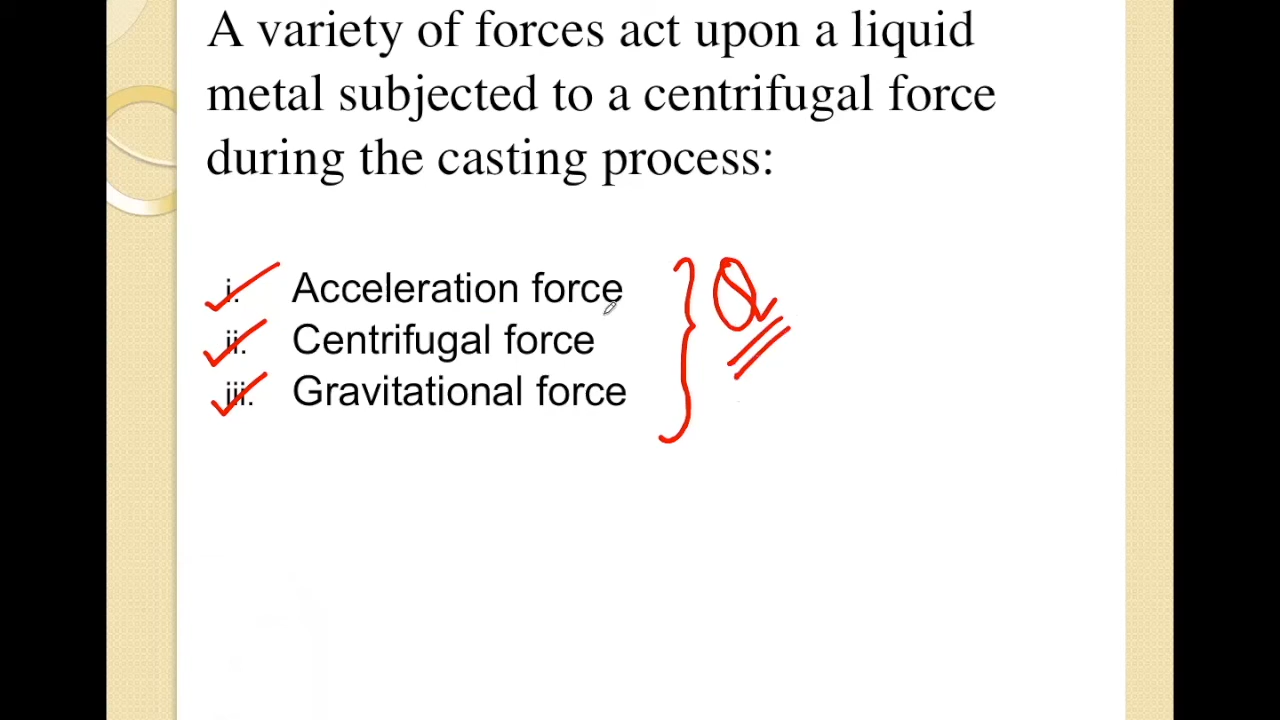 A variety of forces act upon a liquid
metal subjected to a centrifugal force
during the casting process:
i. Acceleration force
ii. Centrifugal force
iii. Gravitational force
Q